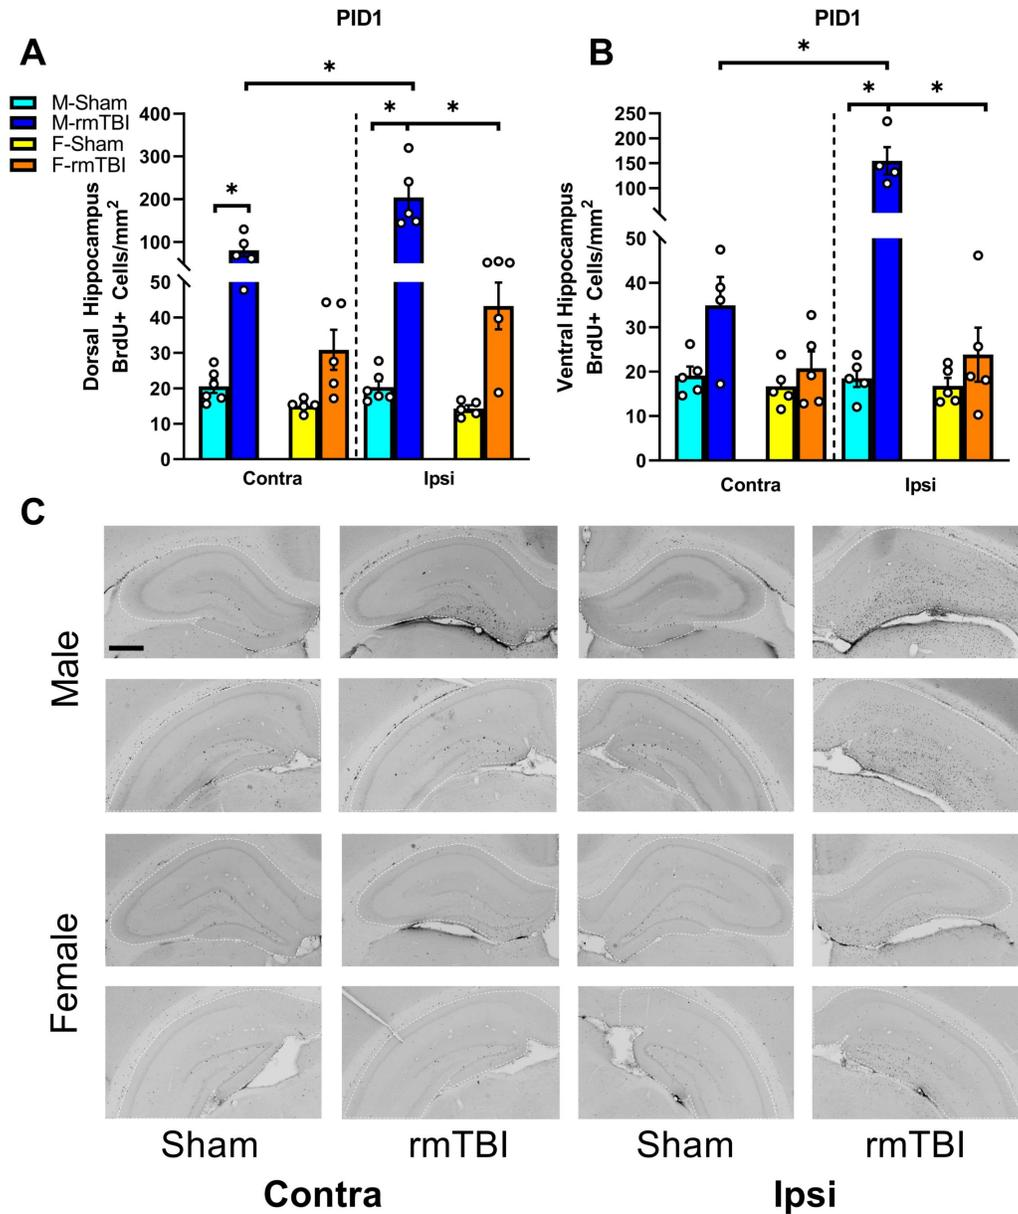 PID1
PID1
A
B
*
*
M-Sham
M-rmTBI
F-Sham
F-rmTBI
*
*
*
*
*
Dorsal Hippocampus
BrdU+ Cells/mm²
400
300
200
100
50
40
30
20
10
0
Contra
Ipsi
Ventral Hippocampus
BrdU+ Cells/mm²
250
200
150
100
50
40
30
20
10
0
Contra
Ipsi
C
Male
Female
Sham
rmTBI
Sham
rmTBI
Contra
Ipsi